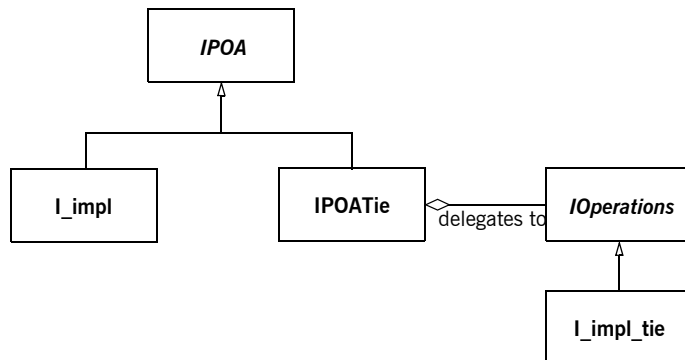 IPOA
I_impl
IPOATie
delegates to
IOperations
I_impl_tie